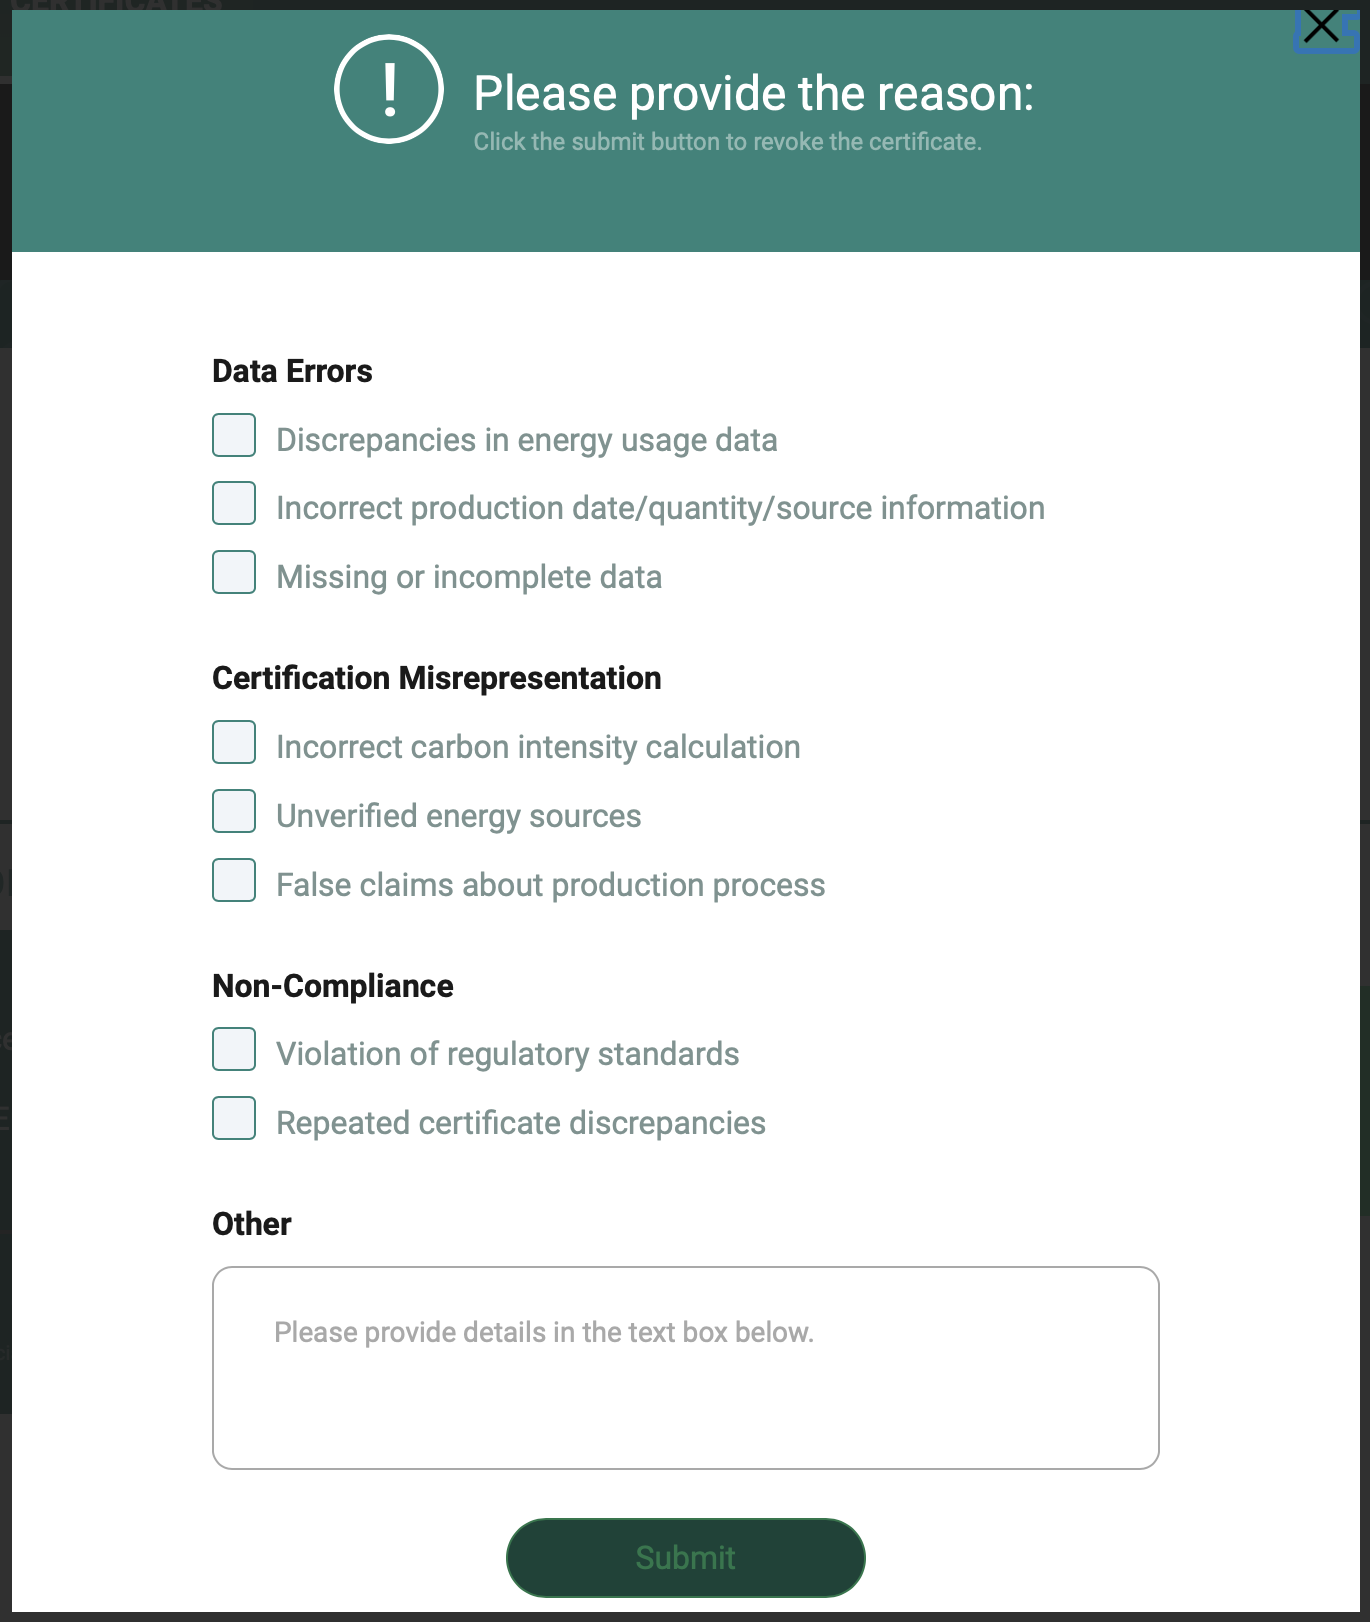 CERTIFICATES
Please provide the reason:
Click the submit button to revoke the certificate.
Data Errors
Discrepancies in energy usage data
Incorrect production date/quantity/source information
Missing or incomplete data
Certification Misrepresentation
Incorrect carbon intensity calculation
Unverified energy sources
False claims about production process
Non-Compliance
Violation of regulatory standards
Repeated certificate discrepancies
Other
Please provide details in the text box below.
Submit